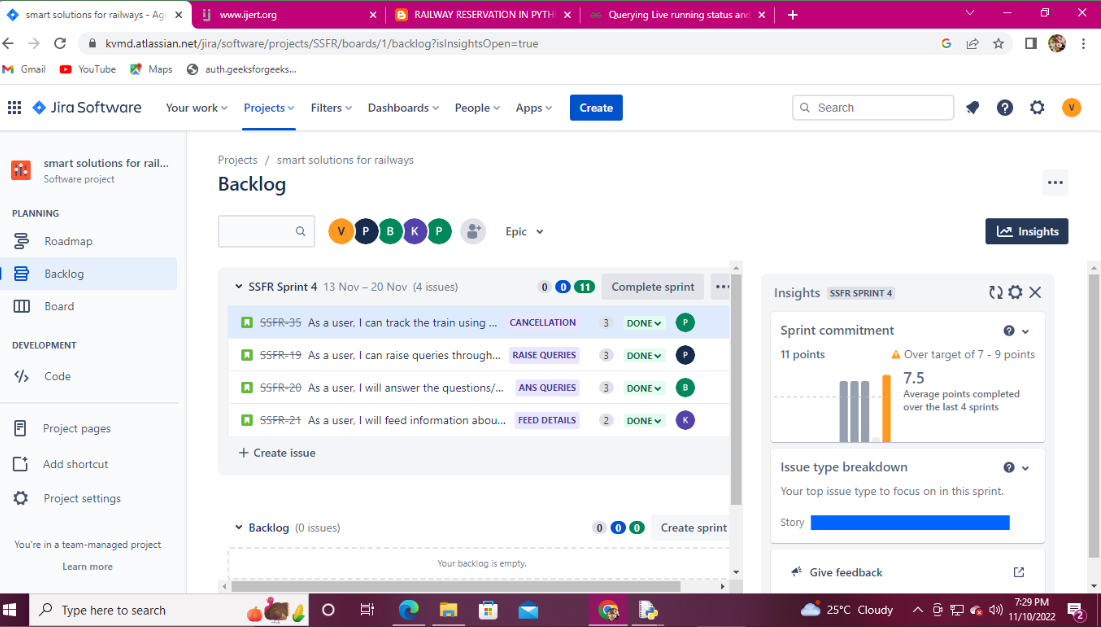 smart solutions for railways - Agi
www.ijert.org
RAILWAY RESERVATION IN PYTH
Querying Live running status and
kvmd.atlassian.net/jira/software/projects/SSFR/boards/1/backlog?isInsightsOpen=true
Gmail YouTube Maps auth.geeksforgeeks...
Jira Software Your work Projects Filters Dashboards People Apps Create Search V
smart solutions for rail...
Software project
PLANNING
Roadmap
Backlog
Board
DEVELOPMENT
Code
Project pages
Add shortcut
Project settings
You're in a team-managed project
Learn more
Projects / smart solutions for railways
Backlog
V P B K P Epic Insights
SSFR Sprint 4 13 Nov – 20 Nov (4 issues) 0 0 11 Complete sprint
SSFR-35 As a user, I can track the train using ... CANCELLATION 3 DONE P
SSFR-19 As a user, I can raise queries through... RAISE QUERIES 3 DONE P
SSFR-20 As a user, I will answer the questions/... ANS QUERIES 3 DONE B
SSFR-21 As a user, I will feed information abou... FEED DETAILS 2 DONE K
+ Create issue
Backlog (0 issues) 0 0 0 Create sprint
Your backlog is empty.
Insights SSFR SPRINT 4
Sprint commitment
11 points Over target of 7 - 9 points
7.5
Average points completed
over the last 4 sprints
Issue type breakdown
Your top issue type to focus on in this sprint.
Story
Give feedback
Type here to search
25°C Cloudy
7:29 PM
11/10/2022
2